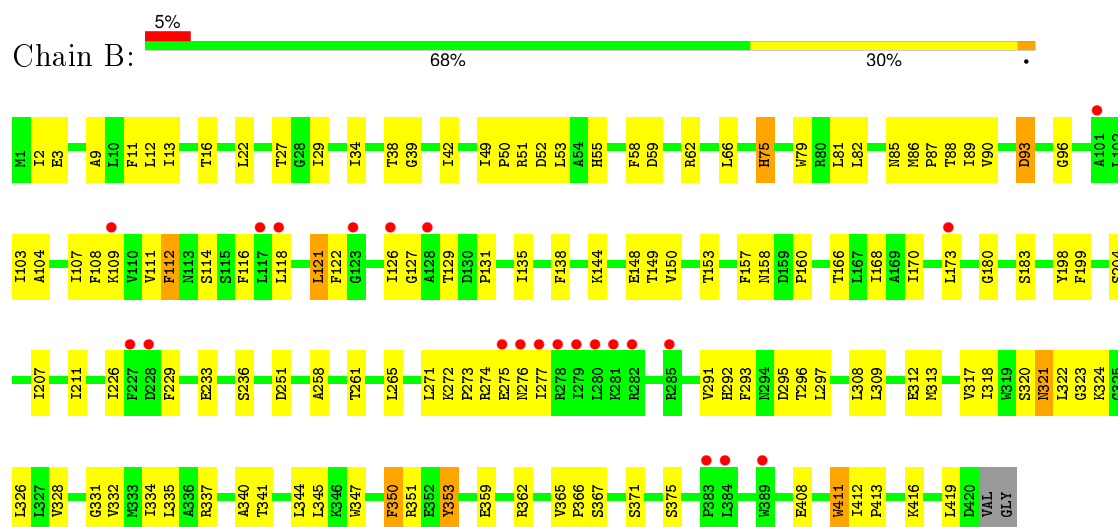 5%
Chain B:
68% 30% •
M1 I2 E3 A9 L10 F11 L12 I13 T16 L22 T27 G28 L29 I34 T38 G39 I42 I49 P50 R51 D52 L53 A54 H55 F58 D59 R62 L66 H75 W79 R80 L81 L82 N85 M86 P87 T88 I89 V90 D93 G96 A101 L102
I103 A104 I107 F108 K109 V110 V111 F112 N113 S114 S115 F116 L117 L118 L121 F122 G123 I126 G127 A128 T129 D130 P131 I135 F138 K144 E148 T149 V150 T153 F157 N158 D159 P160 T166 L167 I168 A169 I170 L173 G180 S183 Y198 F199 S204
I207 I211 I226 F227 D228 F229 E233 S236 D251 A258 T261 L265 L271 K272 P273 R274 E275 N276 I277 R278 I279 L280 K281 R282 R285 V291 H292 F293 N294 D295 T296 L297 L308 L309 E312 M313 V317 I318 W319 S320 N321 L322 G323 K324 G325
L326 L327 V328 G331 V332 M333 I334 L335 A336 R337 A340 T341 L344 L345 K346 W347 F350 R351 E352 Y353 E359 R362 V365 P366 S367 S371 S375 P383 L384 W389 E408 W411 I412 P413 K416 L419 D420 VAL GLY